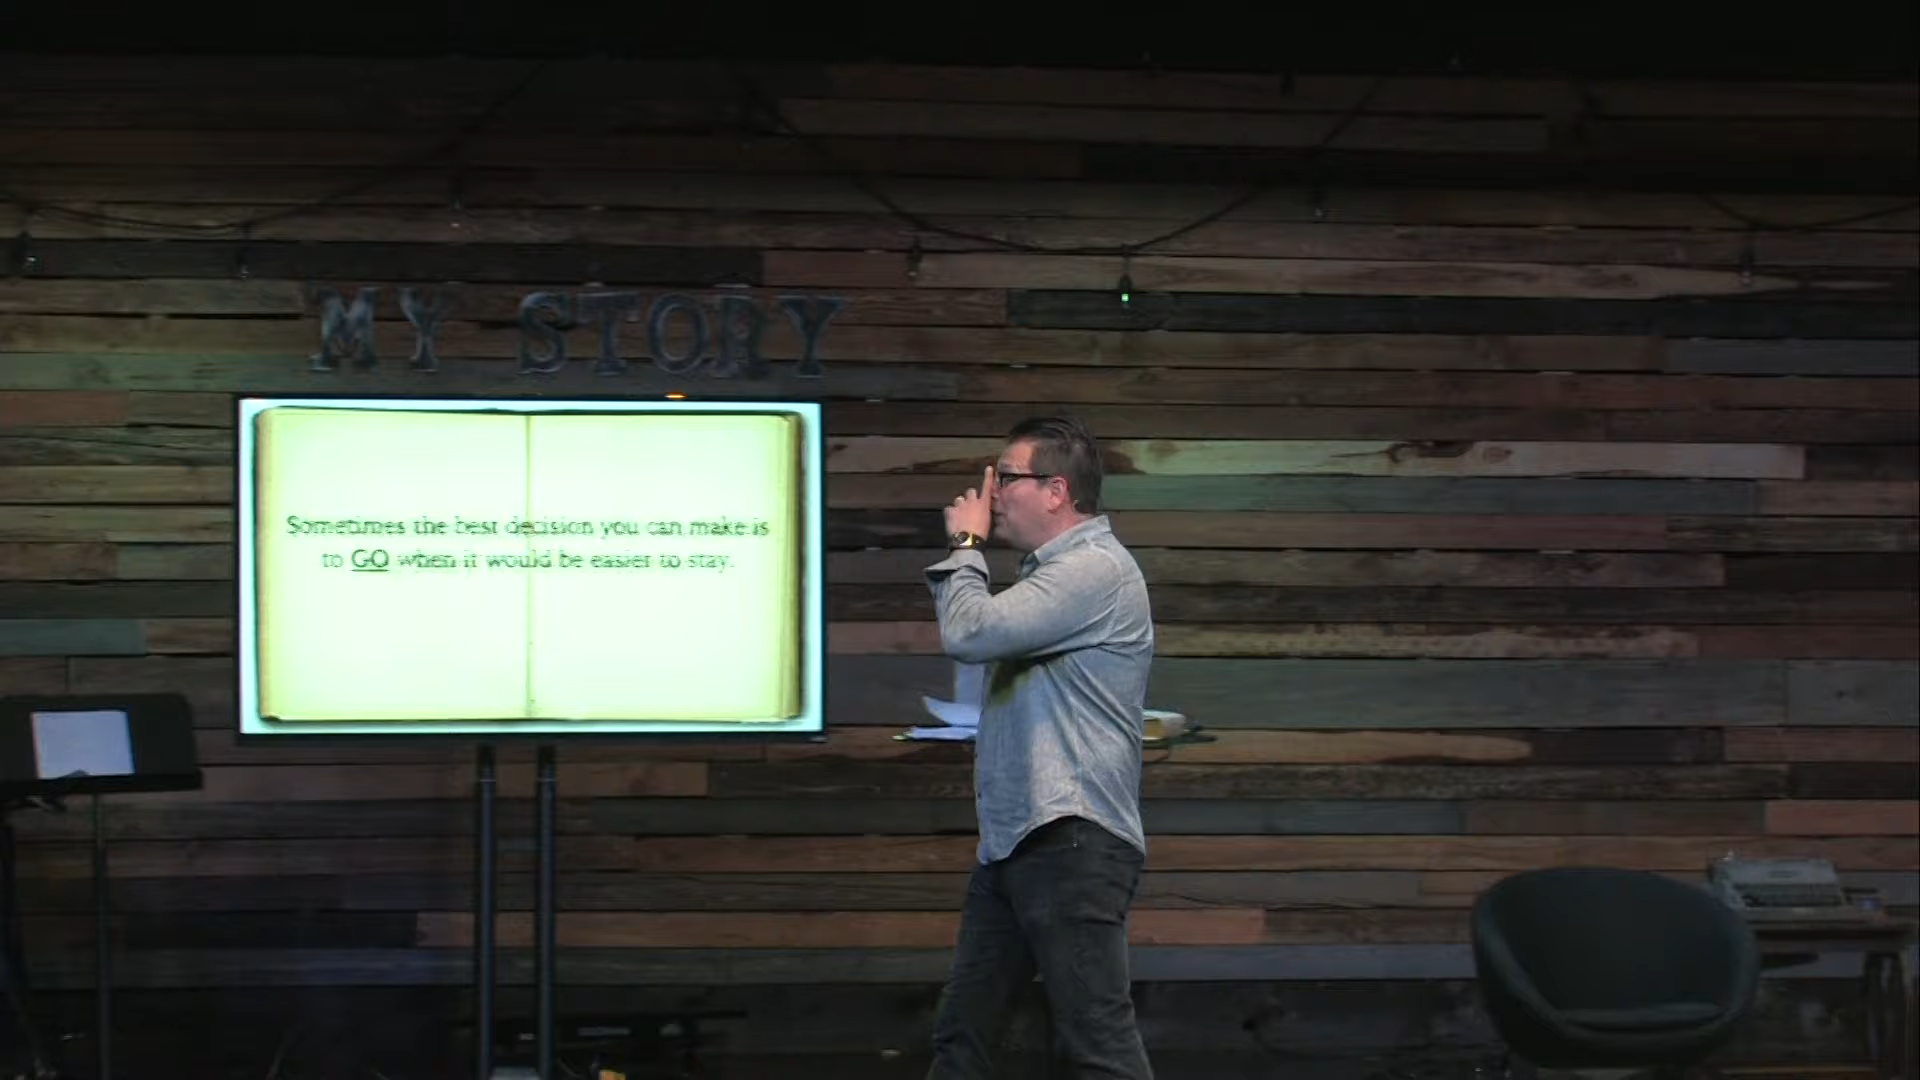 MY STORY
Sometimes the best decision you can make is
to GO when it would be easier to stay.